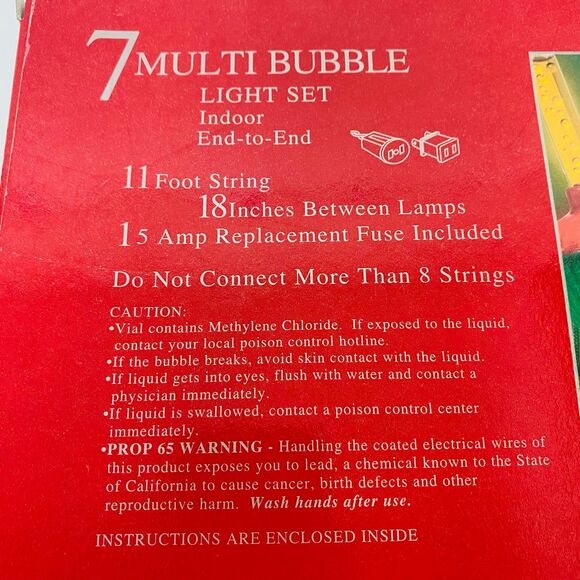 7 MULTI BUBBLE
LIGHT SET
Indoor
End-to-End
11 Foot String
18 Inches Between Lamps
1 5 Amp Replacement Fuse Included
Do Not Connect More Than 8 Strings
CAUTION:
•Vial contains Methylene Chloride. If exposed to the liquid,
contact your local poison control hotline.
•If the bubble breaks, avoid skin contact with the liquid.
•If liquid gets into eyes, flush with water and contact a
physician immediately.
•If liquid is swallowed, contact a poison control center
immediately.
•PROP 65 WARNING - Handling the coated electrical wires of
this product exposes you to lead, a chemical known to the State
of California to cause cancer, birth defects and other
reproductive harm. Wash hands after use.
INSTRUCTIONS ARE ENCLOSED INSIDE